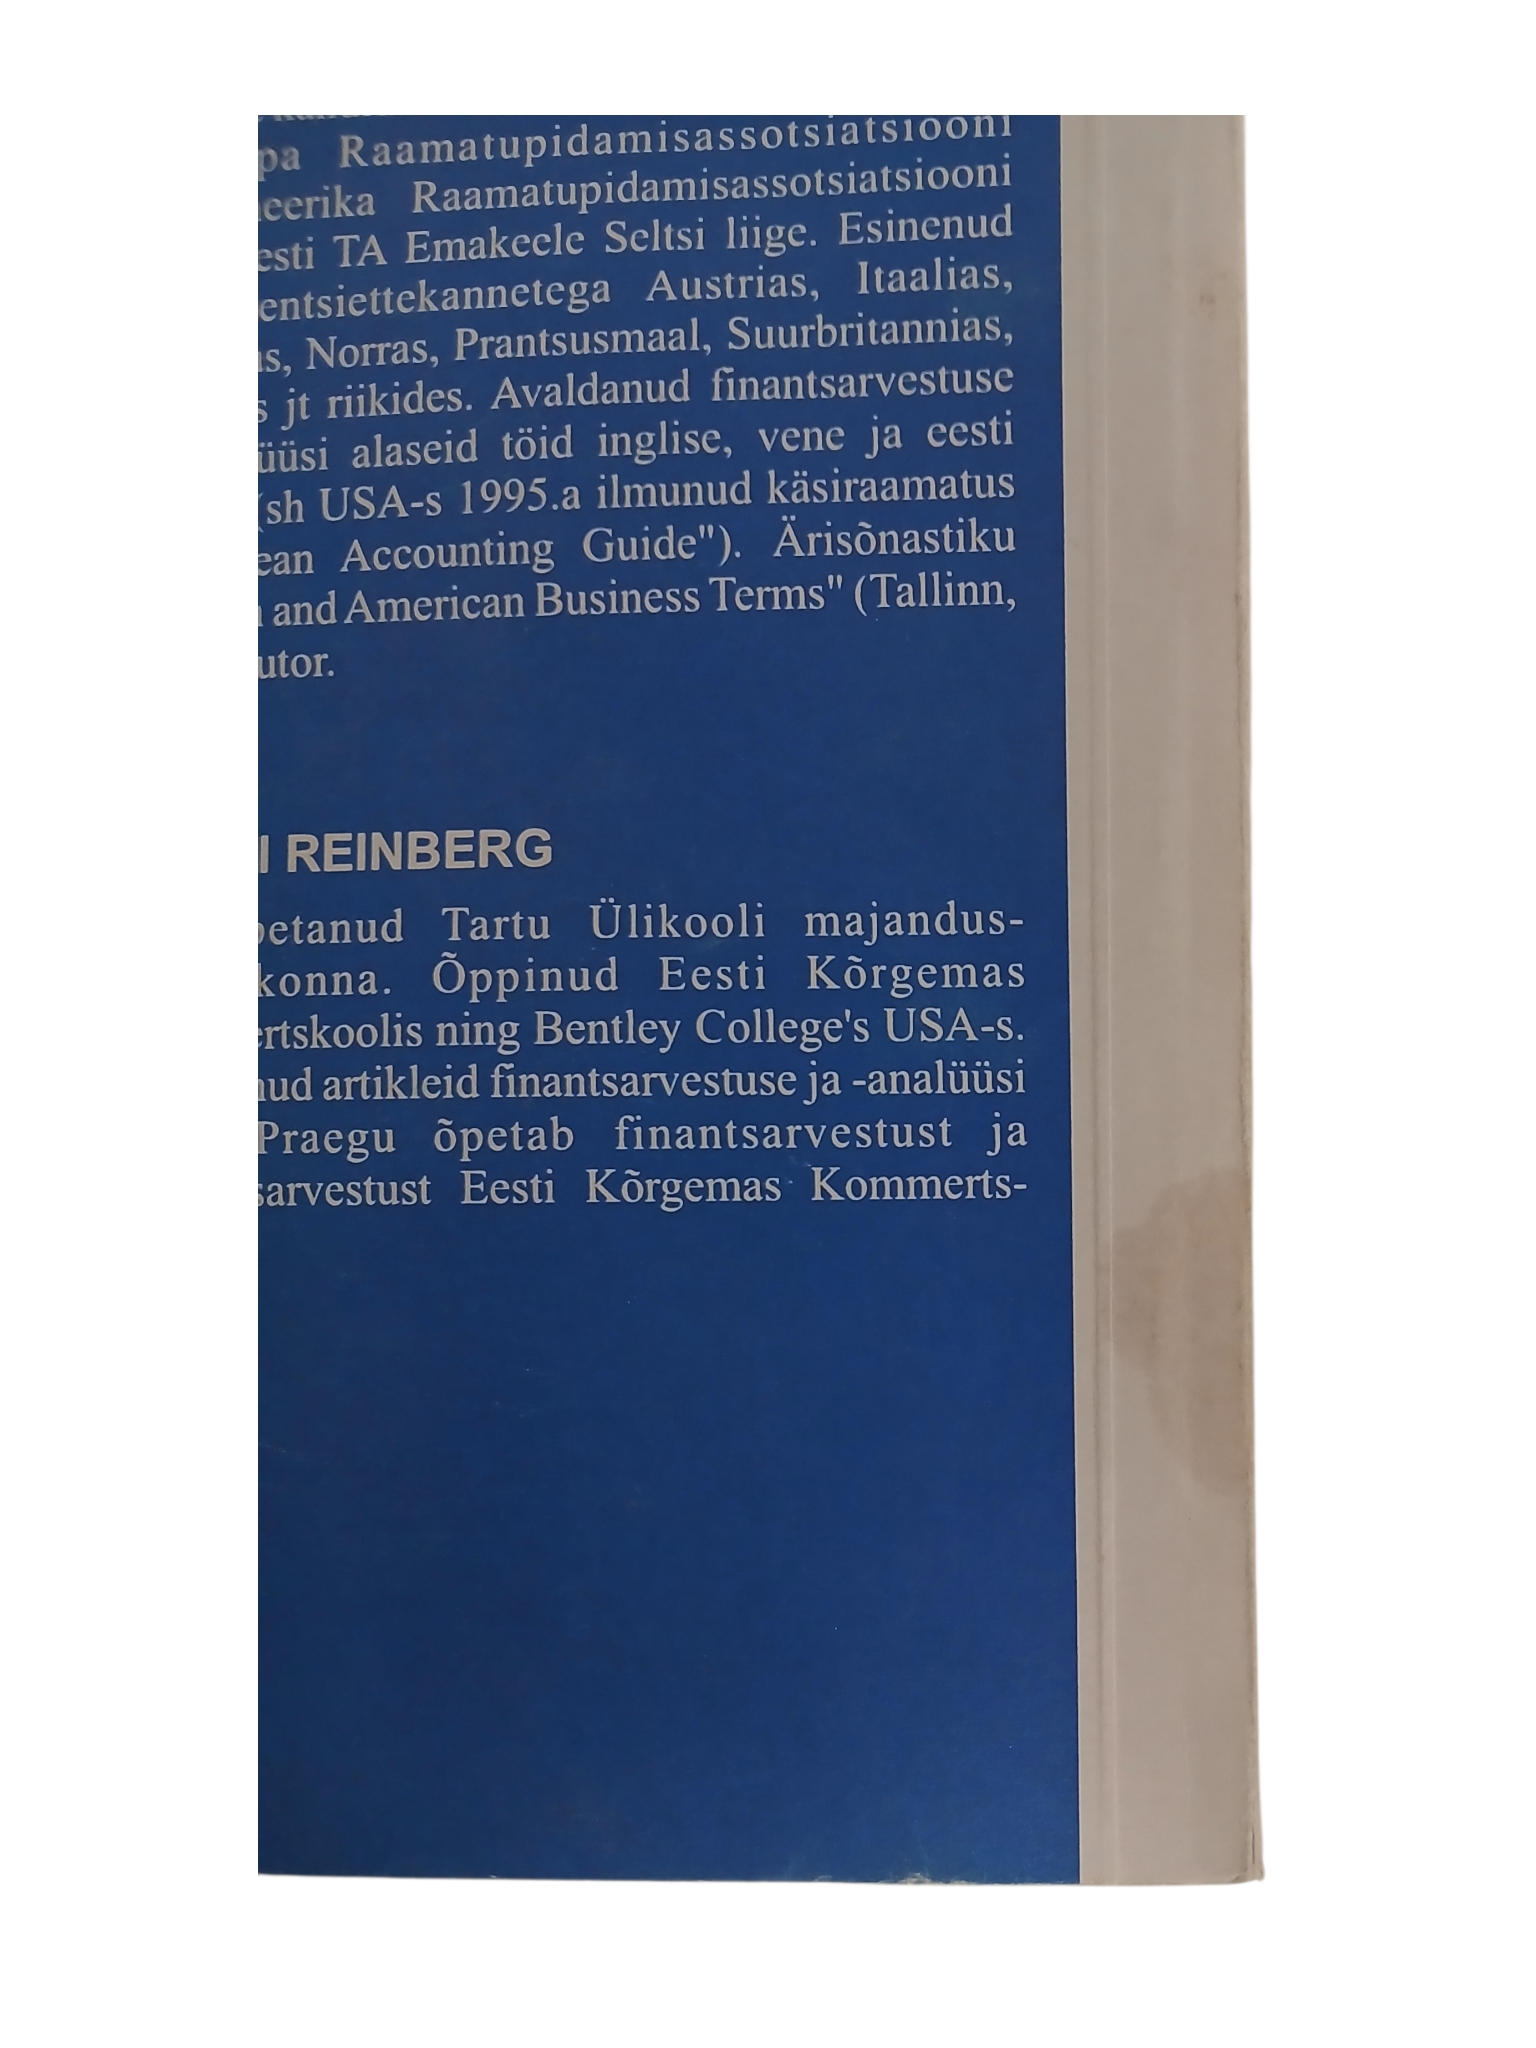 pa Raamatupidamisassotsiatsiooni
eerika Raamatupidamisassotsiatsiooni
esti TA Emakeele Seltsi liige. Esinenud
entsiettekannetega Austrias, Itaalias,
s, Norras, Prantsusmaal, Suurbritannias,
s jt riikides. Avaldanud finantsarvestuse
üüsi alaseid töid inglise, vene ja eesti
(sh USA-s 1995.a ilmunud käsiraamatus
ean Accounting Guide"). Ärisõnastiku
and American Business Terms" (Tallinn,
utor.
I REINBERG
petanud Tartu Ülikooli majandus-
konna. Õppinud Eesti Kõrgemas
ertskoolis ning Bentley College's USA-s.
nud artikleid finantsarvestuse ja -analüüsi
Praegu õpetab finantsarvestust ja
sarvestust Eesti Kõrgemas Kommerts-